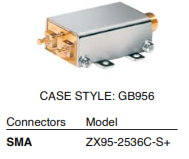 CASE STYLE: GB956
Connectors Model
SMA ZX95-2536C-S+